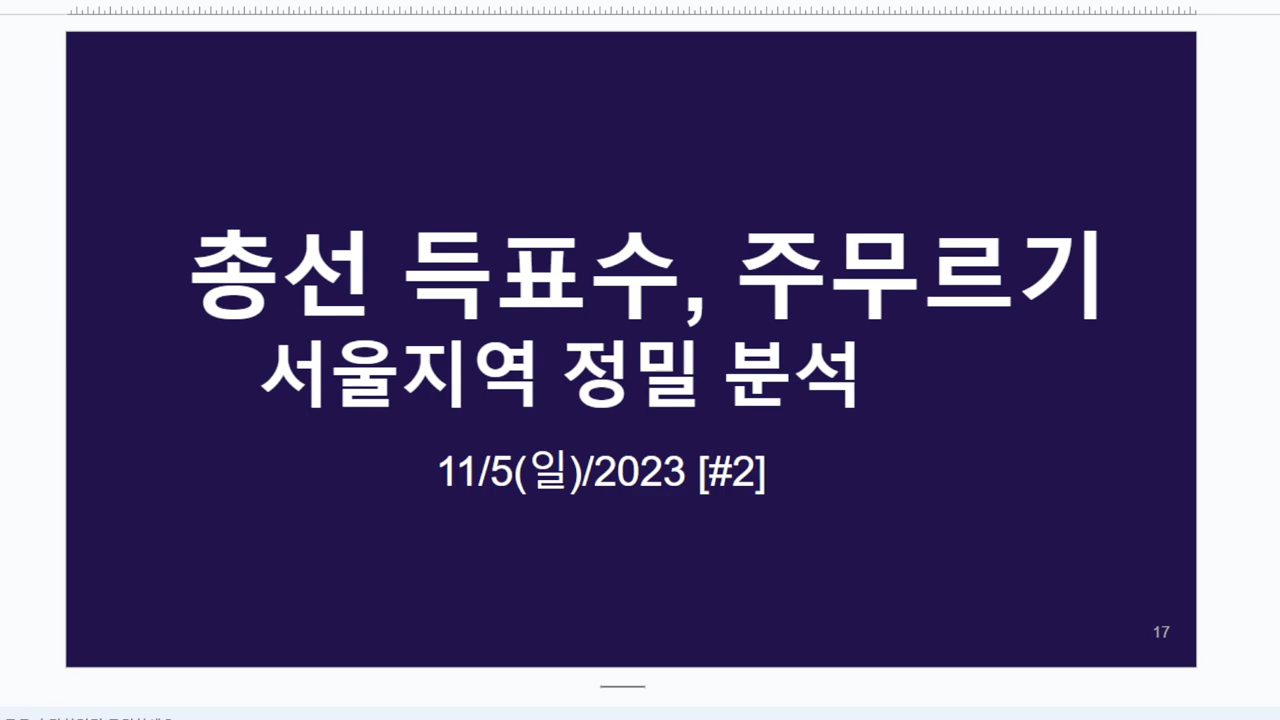 총선 득표수, 주무르기
서울지역 정밀 분석
11/5(일)/2023 [#2]
17